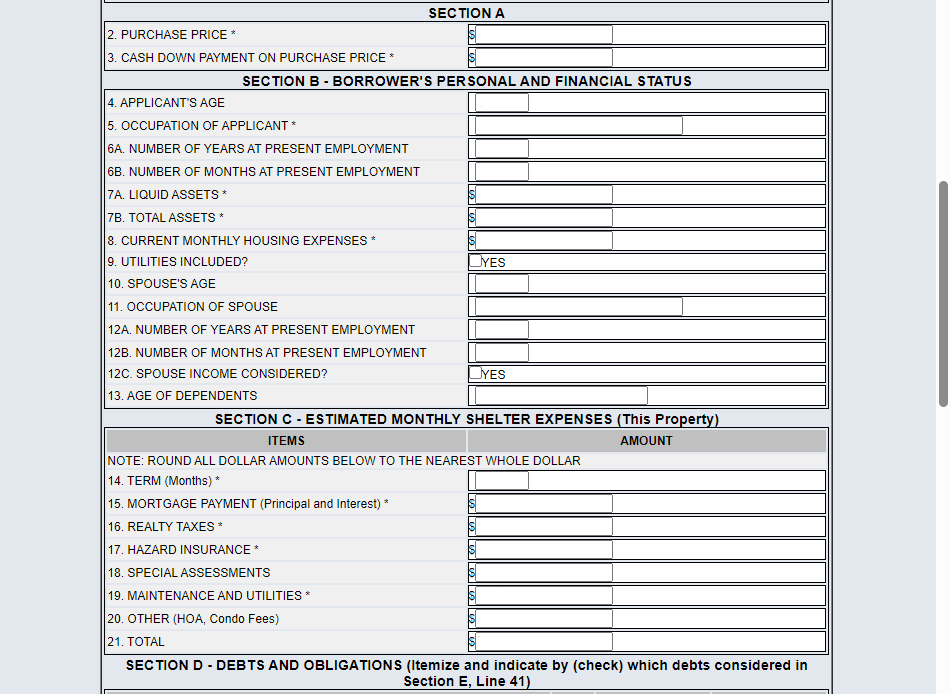 SECTION A
2. PURCHASE PRICE *
$
3. CASH DOWN PAYMENT ON PURCHASE PRICE *
$
SECTION B - BORROWER'S PERSONAL AND FINANCIAL STATUS
4. APPLICANT'S AGE
5. OCCUPATION OF APPLICANT *
6A. NUMBER OF YEARS AT PRESENT EMPLOYMENT
6B. NUMBER OF MONTHS AT PRESENT EMPLOYMENT
7A. LIQUID ASSETS *
$
7B. TOTAL ASSETS *
$
8. CURRENT MONTHLY HOUSING EXPENSES *
$
9. UTILITIES INCLUDED?
YES
10. SPOUSE'S AGE
11. OCCUPATION OF SPOUSE
12A. NUMBER OF YEARS AT PRESENT EMPLOYMENT
12B. NUMBER OF MONTHS AT PRESENT EMPLOYMENT
12C. SPOUSE INCOME CONSIDERED?
YES
13. AGE OF DEPENDENTS
SECTION C - ESTIMATED MONTHLY SHELTER EXPENSES (This Property)
ITEMS
AMOUNT
NOTE: ROUND ALL DOLLAR AMOUNTS BELOW TO THE NEAREST WHOLE DOLLAR
14. TERM (Months) *
15. MORTGAGE PAYMENT (Principal and Interest) *
$
16. REALTY TAXES *
$
17. HAZARD INSURANCE *
$
18. SPECIAL ASSESSMENTS
$
19. MAINTENANCE AND UTILITIES *
$
20. OTHER (HOA, Condo Fees)
$
21. TOTAL
$
SECTION D - DEBTS AND OBLIGATIONS (Itemize and indicate by (check) which debts considered in
Section E, Line 41)